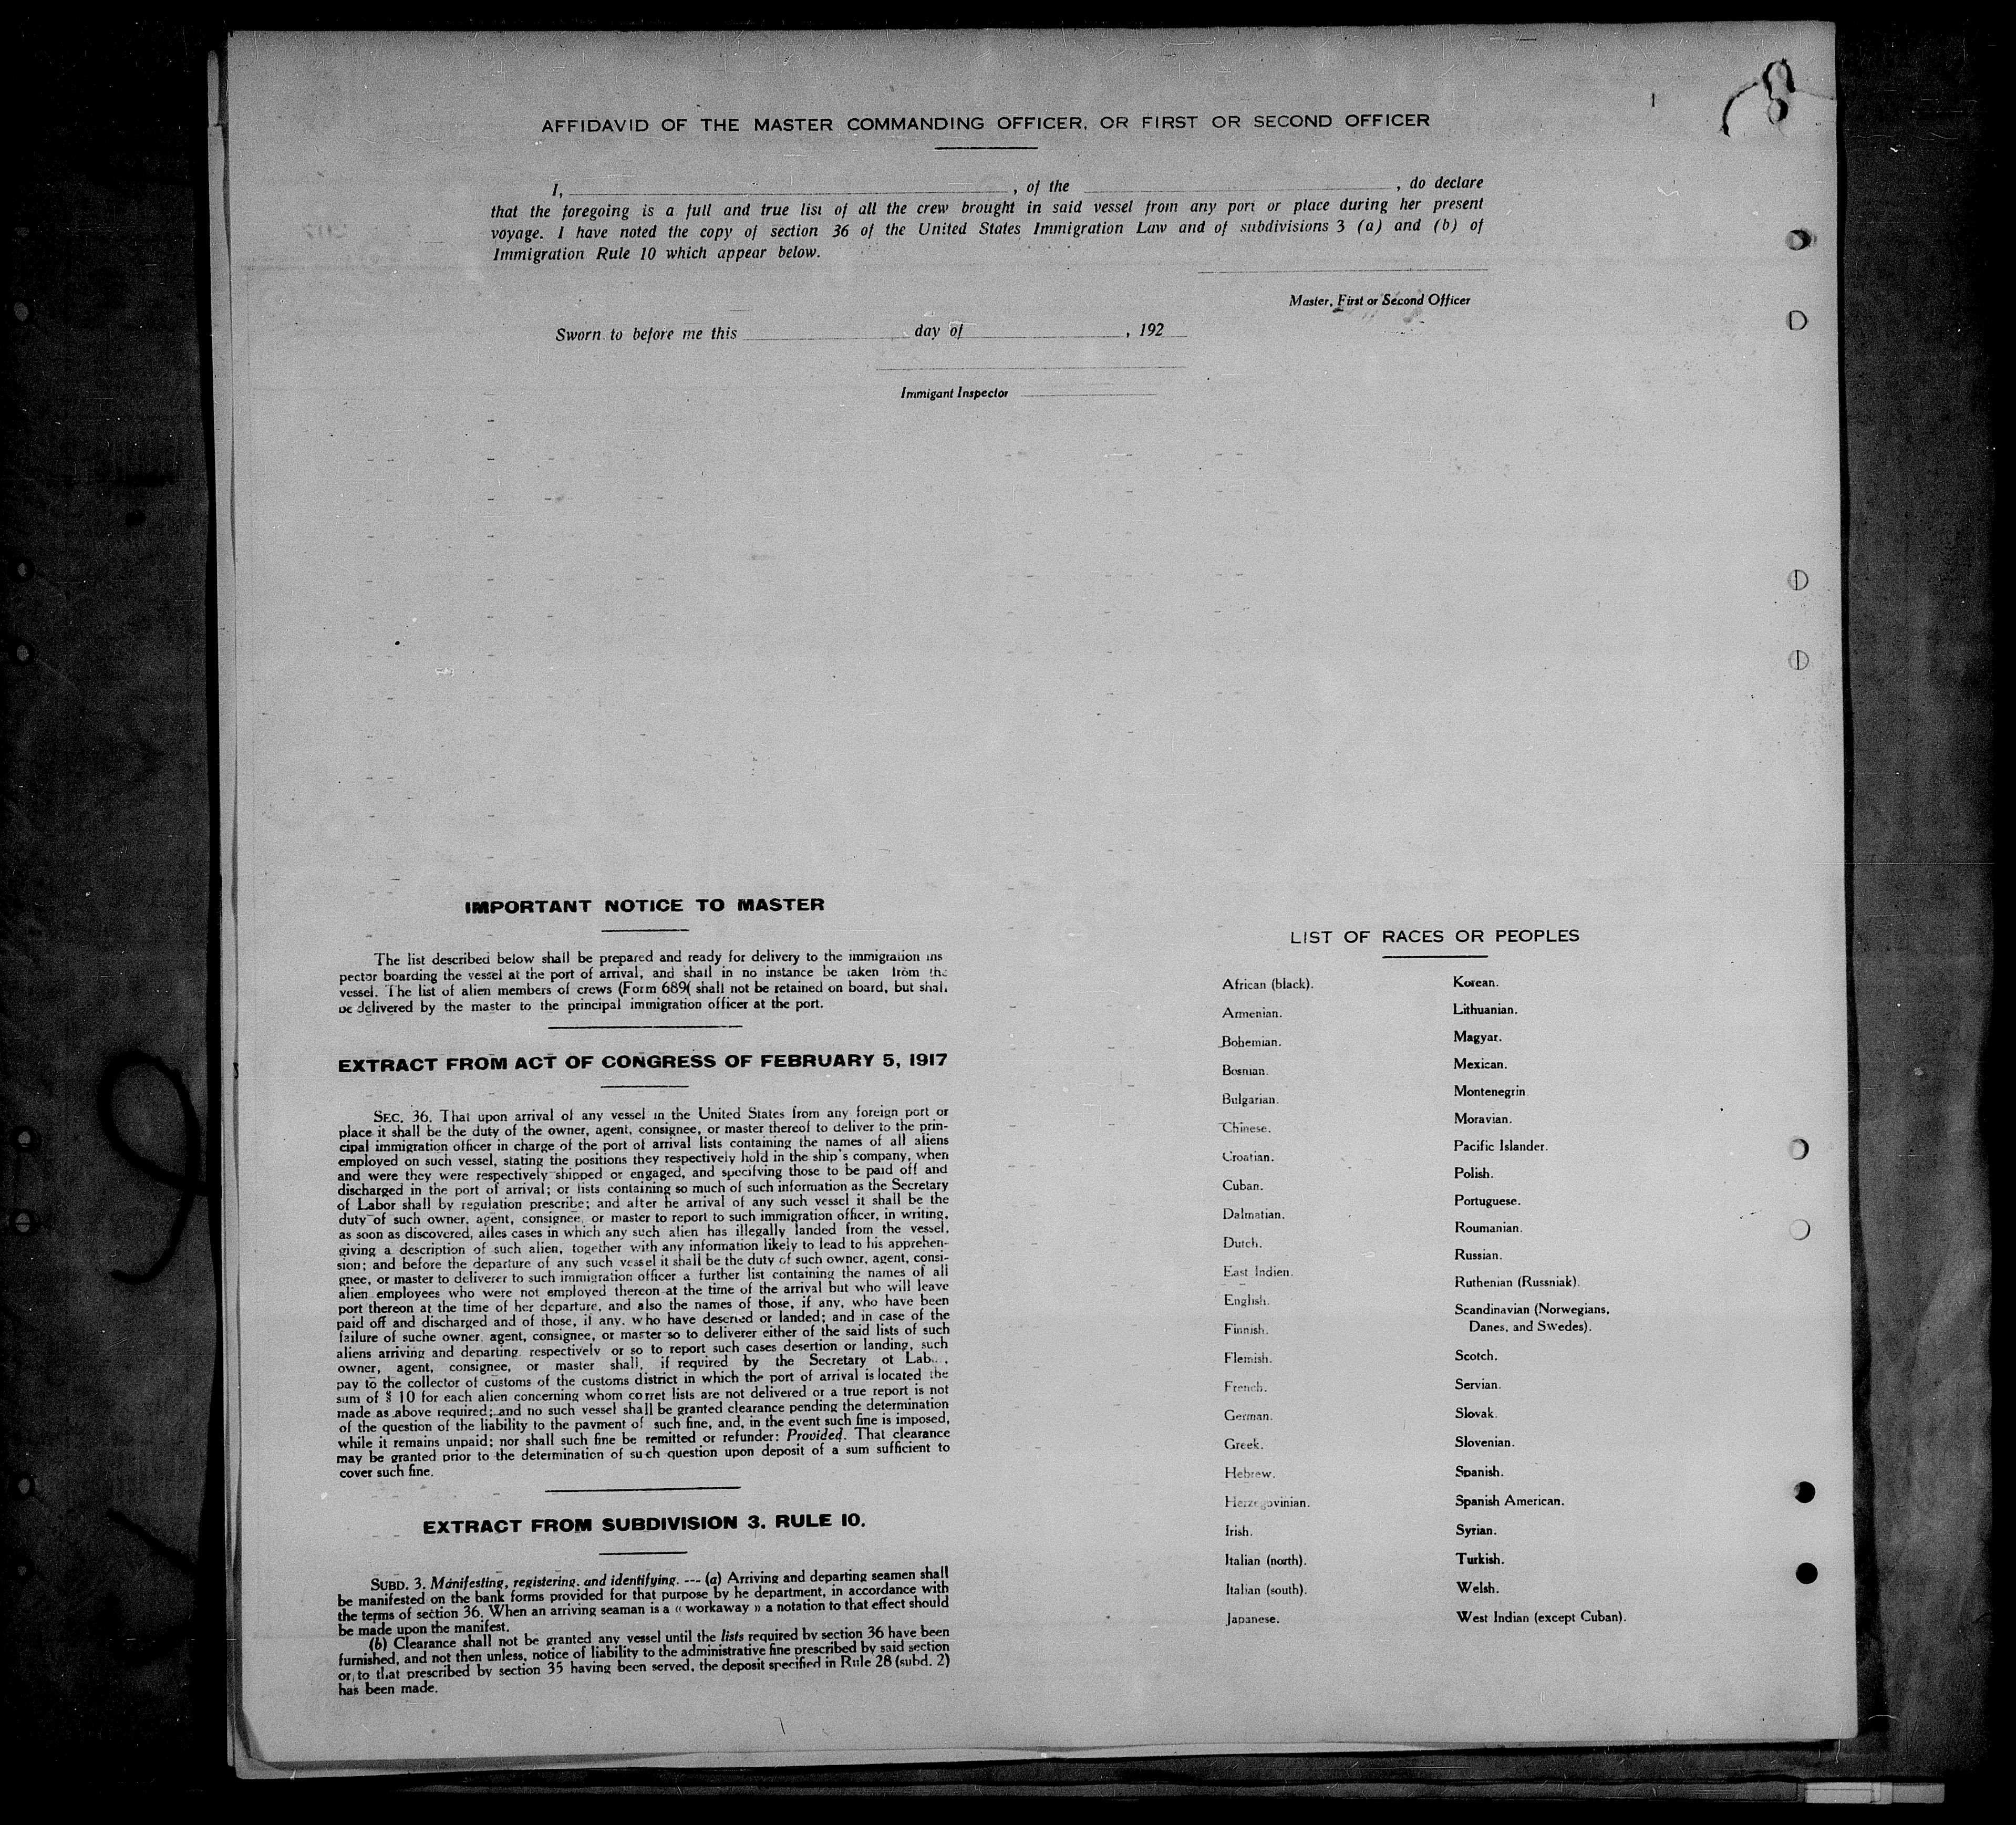 8
AFFIDAVID OF THE MASTER COMMANDING OFFICER, OR FIRST OR SECOND OFFICER
I, , of the , do declare
that the foregoing is a full and true list of all the crew brought in said vessel from any port or place during her present
voyage. I have noted the copy of section 36 of the United States Immigration Law and of subdivisions 3 (a) and (b) of
Immigration Rule 10 which appear below.
Master, First or Second Officer
Sworn to before me this day of , 192
Immigant Inspector
IMPORTANT NOTICE TO MASTER
The list described below shall be prepared and ready for delivery to the immigration ins
pector boarding the vessel at the port of arrival, and shall in no instance be taken from the
vessel. The list of alien members of crews (Form 689( shall not be retained on board, but shall
be delivered by the master to the principal immigration officer at the port.
EXTRACT FROM ACT OF CONGRESS OF FEBRUARY 5, 1917
SEC. 36. That upon arrival of any vessel in the United States from any foreign port or
place it shall be the duty of the owner, agent, consignee, or master thereof to deliver to the prin-
cipal immigration officer in charge of the port of arrival lists containing the names of all aliens
employed on such vessel, stating the positions they respectively hold in the ship's company, when
and were they were respectively shipped or engaged, and specifying those to be paid off and
discharged in the port of arrival; or lists containing so much of such information as the Secretary
of Labor shall by regulation prescribe; and after he arrival of any such vessel it shall be the
duty of such owner, agent, consignee, or master to report to such immigration officer, in writing,
as soon as discovered, alles cases in which any such alien has illegally landed from the vessel,
giving a description of such alien, together with any information likely to lead to his apprehen-
sion; and before the departure of any such vessel it shall be the duty of such owner, agent, consi-
gnee, or master to deliverer to such immigration officer a further list containing the names of all
alien employees who were not employed thereon at the time of the arrival but who will leave
port thereon at the time of her departure, and also the names of those, if any, who have been
paid off and discharged and of those, if any, who have deserted or landed; and in case of the
failure of suche owner, agent, consignee, or master so to deliverer either of the said lists of such
aliens arriving and departing, respectively or so to report such cases desertion or landing, such
owner, agent, consignee, or master shall, if required by the Secretary of Lab..,
pay to the collector of customs of the customs district in which the port of arrival is located the
sum of $ 10 for each alien concerning whom corret lists are not delivered or a true report is not
made as above required; and no such vessel shall be granted clearance pending the determination
of the question of the liability to the payment of such fine, and, in the event such fine is imposed,
while it remains unpaid; nor shall such fine be remitted or refunder: Provided. That clearance
may be granted prior to the determination of such question upon deposit of a sum sufficient to
cover such fine.
EXTRACT FROM SUBDIVISION 3. RULE 10.
SUBD. 3. Manifesting, registering, and identifying. --- (a) Arriving and departing seamen shall
be manifested on the bank forms provided for that purpose by he department, in accordance with
the terms of section 36. When an arriving seaman is a « workaway » a notation to that effect should
be made upon the manifest.
(b) Clearance shall not be granted any vessel until the lists required by section 36 have been
furnished, and not then unless, notice of liability to the administrative fine prescribed by said section
or to that prescribed by section 35 having been served, the deposit specified in Rule 28 (subd. 2)
has been made.
LIST OF RACES OR PEOPLES
African (black).
Armenian.
Bohemian.
Bosnian.
Bulgarian.
Chinese.
Croatian.
Cuban.
Dalmatian.
Dutch.
East Indien.
English.
Finnish.
Flemish.
French.
German.
Greek.
Hebrew.
Herzegovinian.
Irish.
Italian (north).
Italian (south).
Japanese.
Korean.
Lithuanian.
Magyar.
Mexican.
Montenegrin
Moravian.
Pacific Islander.
Polish.
Portuguese.
Roumanian.
Russian.
Ruthenian (Russniak).
Scandinavian (Norwegians,
Danes, and Swedes).
Scotch.
Servian.
Slovak.
Slovenian.
Spanish.
Spanish American.
Syrian.
Turkish.
Welsh.
West Indian (except Cuban).